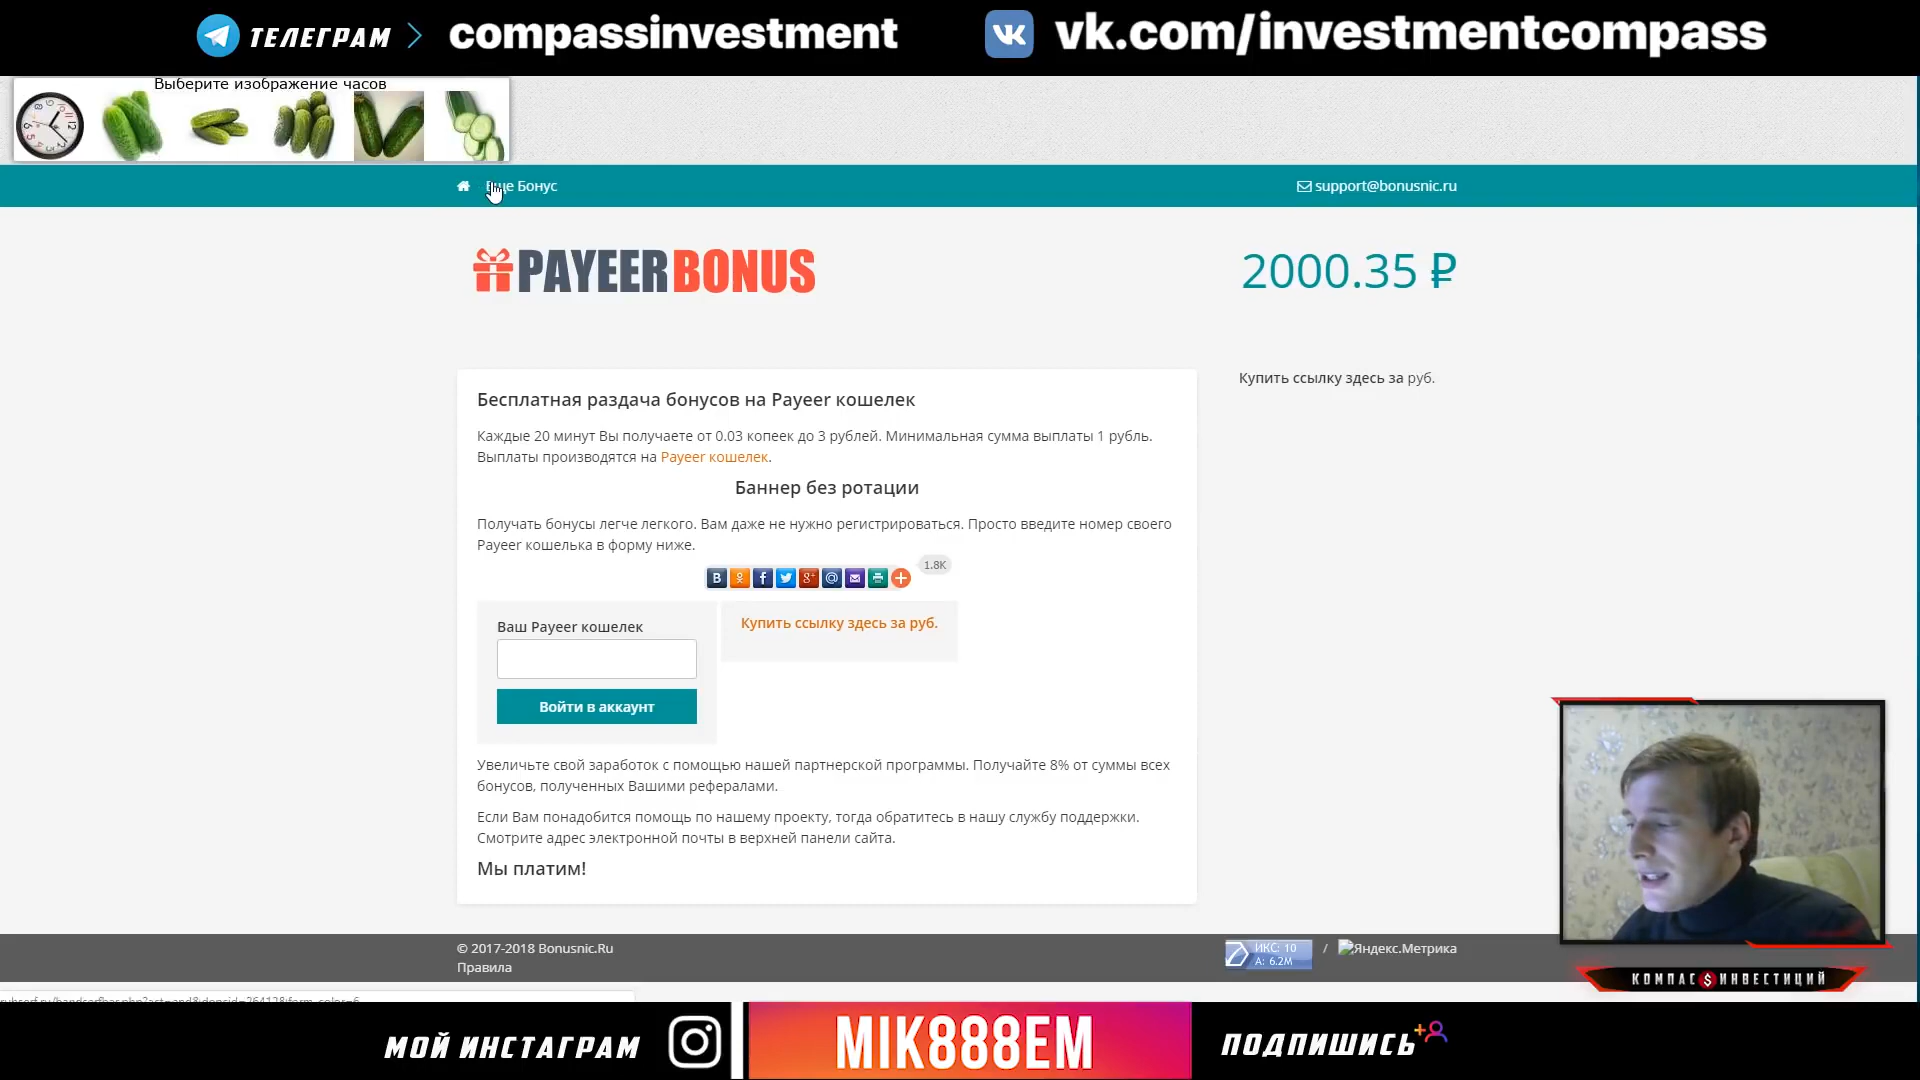 ТЕЛЕГРАМ
compassinvestment
vk.com/investmentcompass
Выберите изображение часов
Еще Бонус
support@bonusnic.ru
PAYEERBONUS
2000.35 ₽
Бесплатная раздача бонусов на Payeer кошелек
Купить ссылку здесь за руб.
Каждые 20 минут Вы получаете от 0.03 копеек до 3 рублей. Минимальная сумма выплаты 1 рубль.
Выплаты производятся на Payeer кошелек.
Баннер без ротации
Получать бонусы легче легкого. Вам даже не нужно регистрироваться. Просто введите номер своего
Payeer кошелька в форму ниже.
1.8K
Ваш Payeer кошелек
Купить ссылку здесь за руб.
Войти в аккаунт
Увеличьте свой заработок с помощью нашей партнерской программы. Получайте 8% от суммы всех
бонусов, полученных Вашими рефералами.
Если Вам понадобится помощь по нашему проекту, тогда обратитесь в нашу службу поддержки.
Смотрите адрес электронной почты в верхней панели сайта.
Мы платим!
© 2017-2018 Bonusnic.Ru
Правила
ИКС: 10
А: 6.2M
/
Яндекс.Метрика
КОМПАС$ИНВЕСТИЦИЙ
МОЙ ИНСТАГРАМ
MIK888EM
ПОДПИШИСЬ